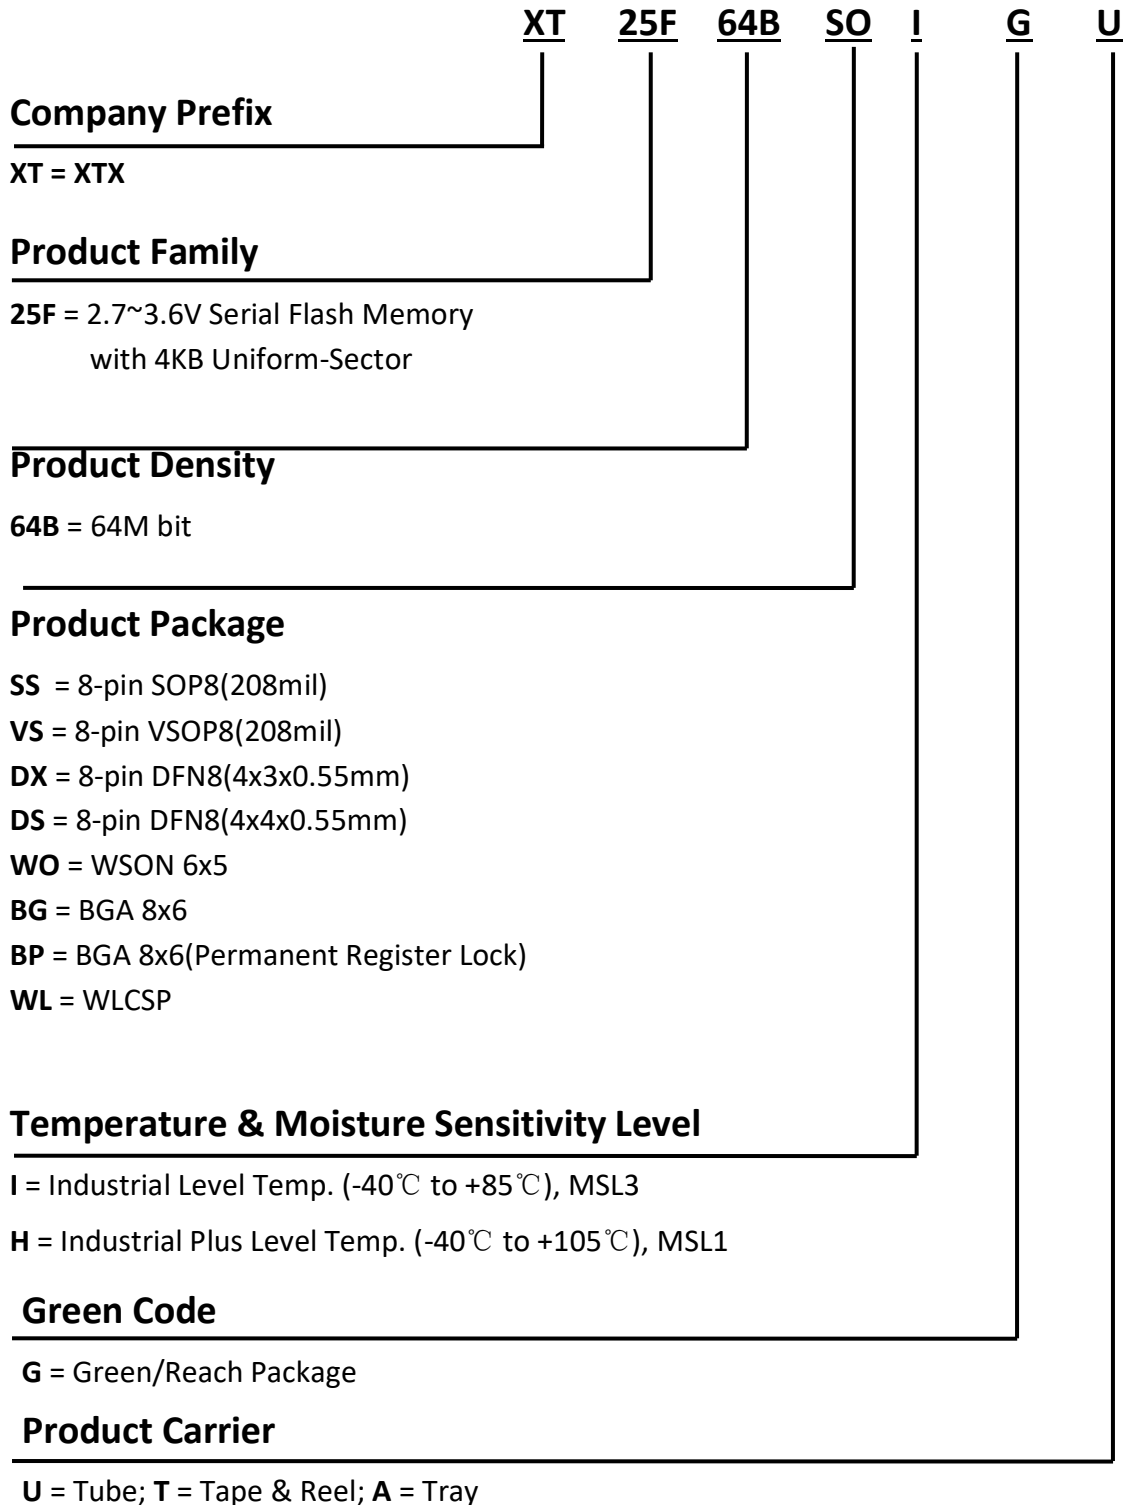 XT 25F 64B SO I G U
Company Prefix
XT = XTX
Product Family
25F = 2.7~3.6V Serial Flash Memory
with 4KB Uniform-Sector
Product Density
64B = 64M bit
Product Package
SS = 8-pin SOP8(208mil)
VS = 8-pin VSOP8(208mil)
DX = 8-pin DFN8(4x3x0.55mm)
DS = 8-pin DFN8(4x4x0.55mm)
WO = WSON 6x5
BG = BGA 8x6
BP = BGA 8x6(Permanent Register Lock)
WL = WLCSP
Temperature & Moisture Sensitivity Level
I = Industrial Level Temp. (-40℃ to +85℃), MSL3
H = Industrial Plus Level Temp. (-40℃ to +105℃), MSL1
Green Code
G = Green/Reach Package
Product Carrier
U = Tube; T = Tape & Reel; A = Tray